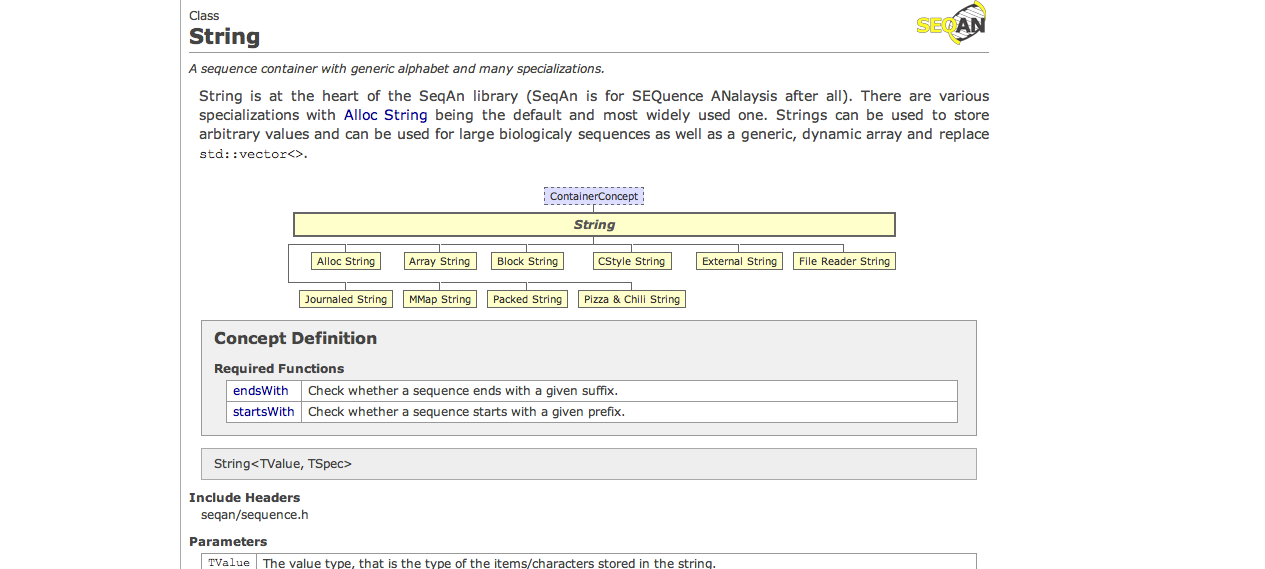 Class
String
SEQAN
A sequence container with generic alphabet and many specializations.
String is at the heart of the SeqAn library (SeqAn is for SEQuence ANalaysis after all). There are various
specializations with Alloc String being the default and most widely used one. Strings can be used to store
arbitrary values and can be used for large biologicaly sequences as well as a generic, dynamic array and replace
std::vector<>.
ContainerConcept
String
Alloc String Array String Block String CStyle String External String File Reader String
Journaled String MMap String Packed String Pizza & Chili String
Concept Definition
Required Functions
endsWith Check whether a sequence ends with a given suffix.
startsWith Check whether a sequence starts with a given prefix.
String<TValue, TSpec>
Include Headers
seqan/sequence.h
Parameters
TValue The value type, that is the type of the items/characters stored in the string.